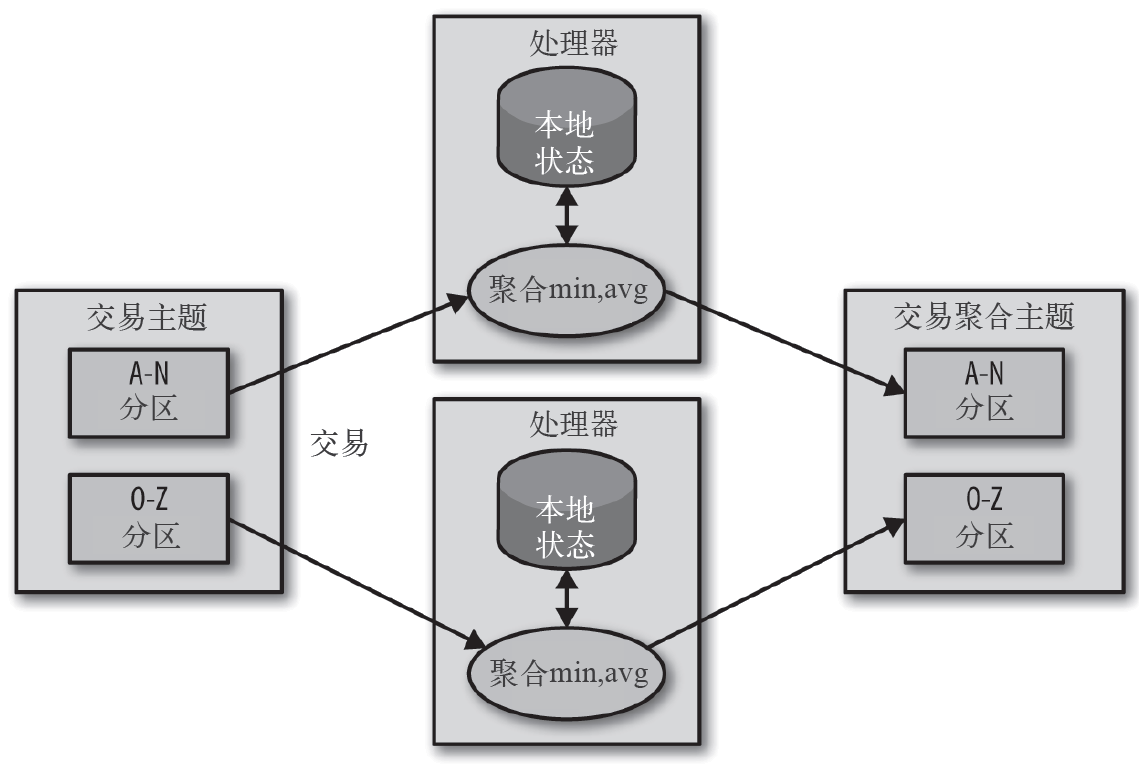 处理器
本地
状态
聚合min,avg
交易主题
A-N
分区
O-Z
分区
交易
处理器
本地
状态
聚合min,avg
交易聚合主题
A-N
分区
O-Z
分区